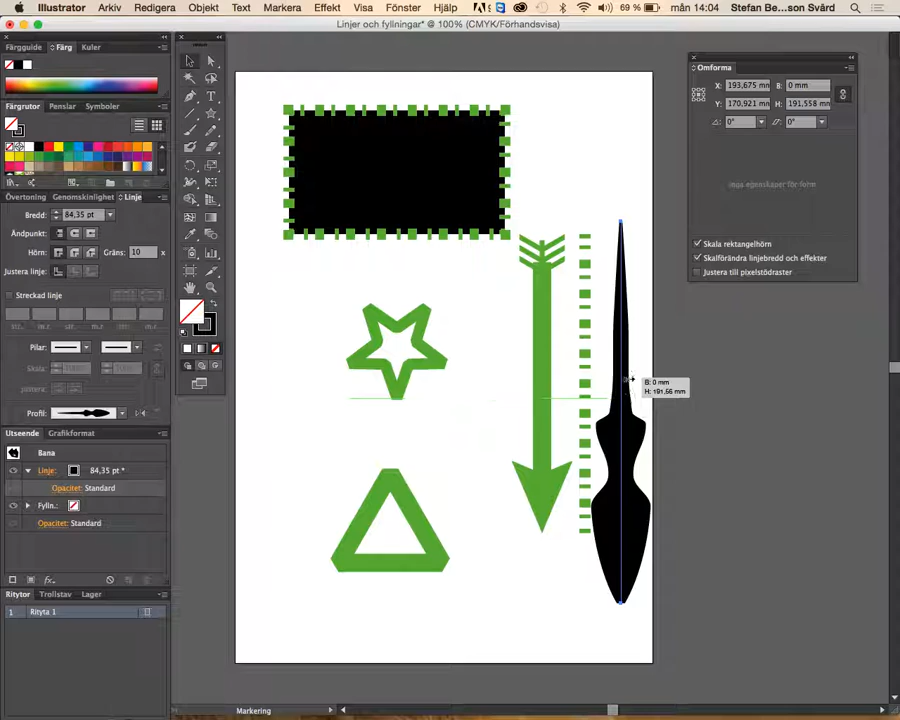 Illustrator Arkiv Redigera Objekt Text Markera Effekt Visa Fönster Hjälp 69 % mån 14:04 Stefan Be...son Svärd
Linjer och fyllningar* @ 100% (CMYK/Förhandsvisa)
Färgguide Färg Kuler
Färgrutor Penslar Symboler
Övertoning Genomskinlighet Linje
Bredd: 84,35 pt
Ändpunkt:
Hörn: Gräns: 10 x
Justera linje:
Streckad linje
Pilar:
Skala:
Profil:
Utseende Grafikformat
Bana
Linje: 84,35 pt *
Opacitet: Standard
Fylln.:
Opacitet: Standard
fx
Ritytor Trollstav Lager
1 Rityta 1
Omforma
X: 193,675 mm B: 0 mm
Y: 170,921 mm H: 191,558 mm
0° 0°
Inga egenskaper för form
Skala rektangelhörn
Skalförändra linjebredd och effekter
Justera till pixelstödraster
B: 0 mm
H: 191,56 mm
Markering